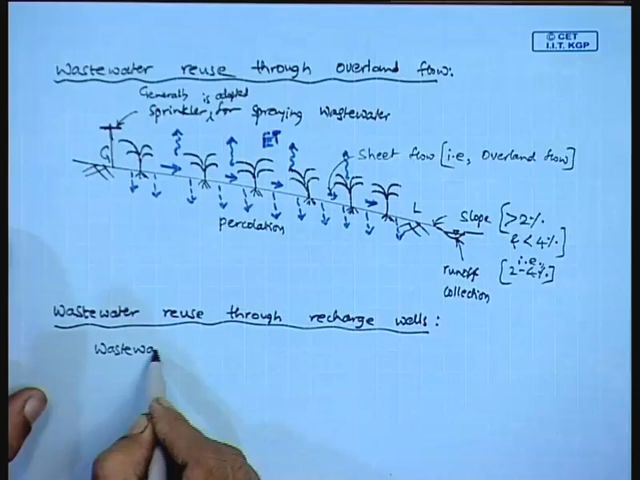 © CET
I.I.T. KGP
Wastewater reuse through overland flow:
Generally is adopted
Sprinkler, for spraying wastewater
G
ET
Sheet flow [i.e., overland flow]
L
Slope [>2%
& <4%]
i.e.
[2-4%]
Percolation
runoff
collection
Wastewater reuse through recharge wells:
Wastewa